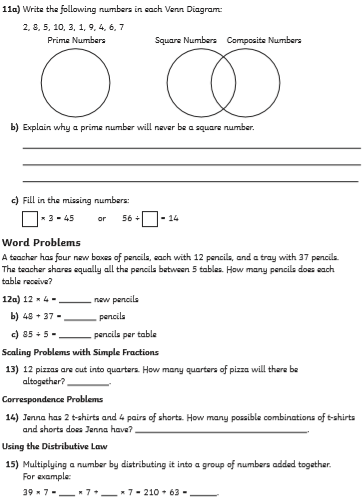 11a) Write the following numbers in each Venn Diagram:
2, 8, 5, 10, 3, 1, 9, 4, 6, 7
Prime Numbers Square Numbers Composite Numbers
b) Explain why a prime number will never be a square number.
c) Fill in the missing numbers:
× 3 = 45 or 56 ÷ = 14
Word Problems
A teacher has four new boxes of pencils, each with 12 pencils, and a tray with 37 pencils.
The teacher shares equally all the pencils between 5 tables. How many pencils does each
table receive?
12a) 12 × 4 = ______ new pencils
b) 48 + 37 = ______ pencils
c) 85 ÷ 5 = ______ pencils per table
Scaling Problems with Simple Fractions
13) 12 pizzas are cut into quarters. How many quarters of pizza will there be
altogether? ________.
Correspondence Problems
14) Jenna has 2 t-shirts and 4 pairs of shorts. How many possible combinations of t-shirts
and shorts does Jenna have? ______________________________.
Using the Distributive Law
15) Multiplying a number by distributing it into a group of numbers added together.
For example:
39 × 7 = ___ × 7 + ___ × 7 = 210 + 63 = _____.